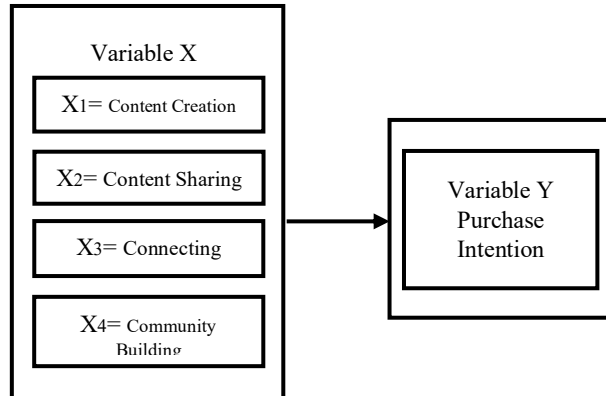 Variable X
X1= Content Creation
X2= Content Sharing
X3= Connecting
X4= Community
Building
Variable Y
Purchase
Intention